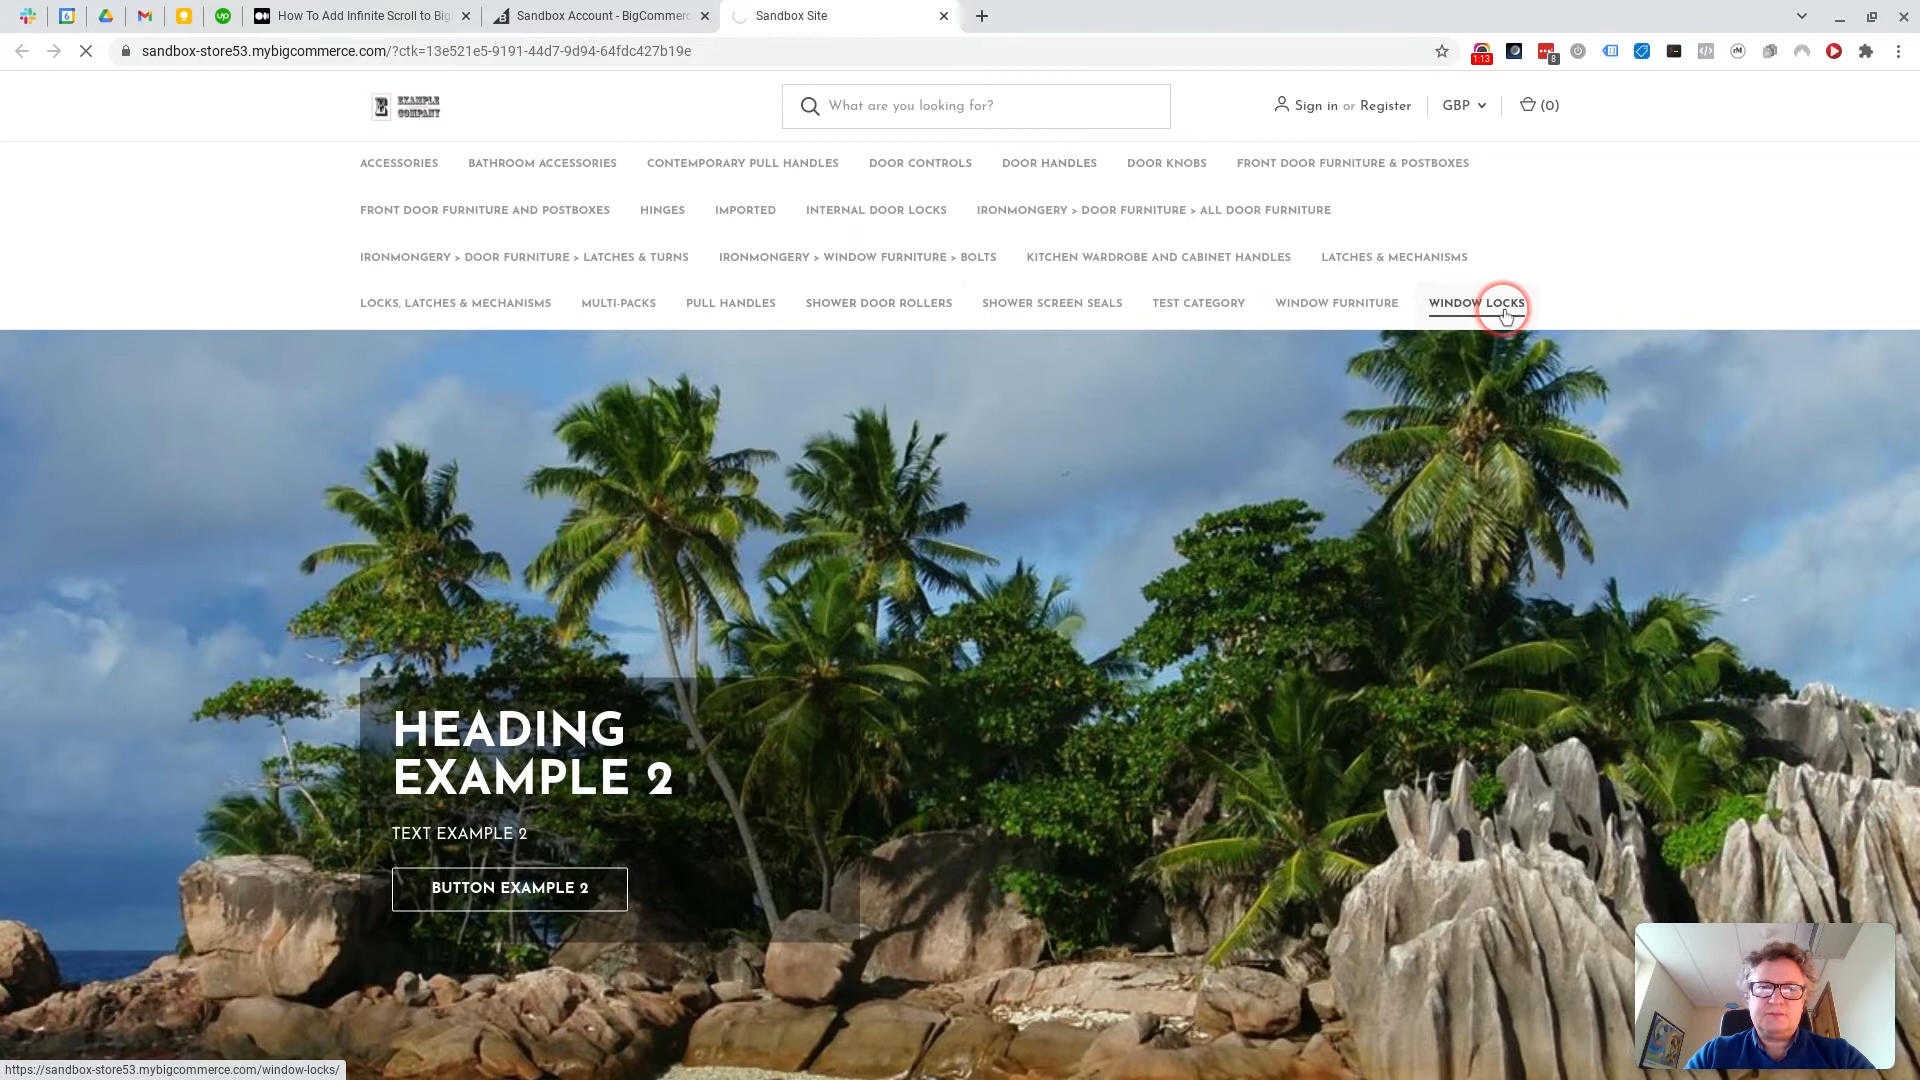 How To Add Infinite Scroll to Big
Sandbox Account - BigCommerc
Sandbox Site
sandbox-store53.mybigcommerce.com/?ctk=13e521e5-9191-44d7-9d94-64fdc427b19e
1:13
8
E EXAMPLE
COMPANY
What are you looking for?
Sign in or Register
GBP
(0)
ACCESSORIES BATHROOM ACCESSORIES CONTEMPORARY PULL HANDLES DOOR CONTROLS DOOR HANDLES DOOR KNOBS FRONT DOOR FURNITURE & POSTBOXES
FRONT DOOR FURNITURE AND POSTBOXES HINGES IMPORTED INTERNAL DOOR LOCKS IRONMONGERY > DOOR FURNITURE > ALL DOOR FURNITURE
IRONMONGERY > DOOR FURNITURE > LATCHES & TURNS IRONMONGERY > WINDOW FURNITURE > BOLTS KITCHEN WARDROBE AND CABINET HANDLES LATCHES & MECHANISMS
LOCKS, LATCHES & MECHANISMS MULTI-PACKS PULL HANDLES SHOWER DOOR ROLLERS SHOWER SCREEN SEALS TEST CATEGORY WINDOW FURNITURE WINDOW LOCKS
HEADING
EXAMPLE 2
TEXT EXAMPLE 2
BUTTON EXAMPLE 2
https://sandbox-store53.mybigcommerce.com/window-locks/